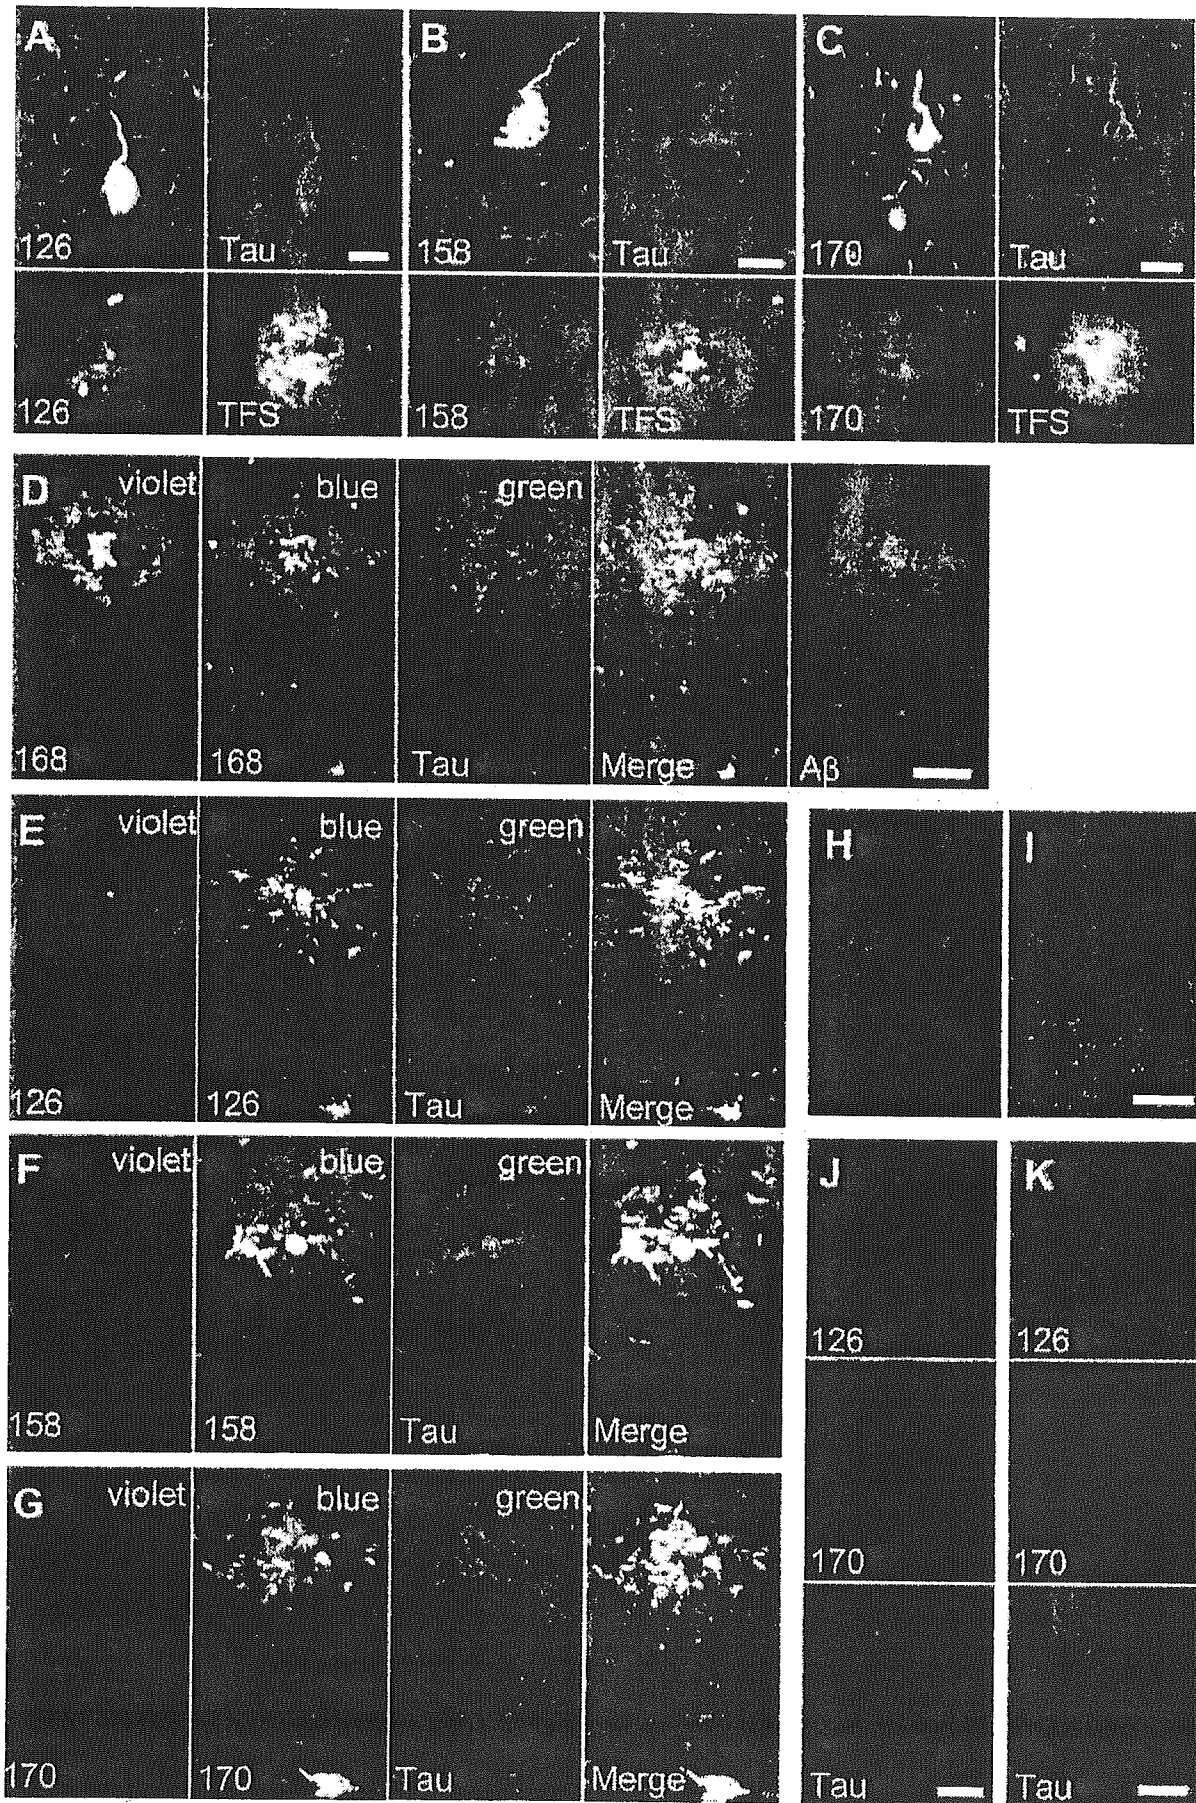 A B C
126 Tau 158 Tau 170 Tau
126 TFS 158 TFS 170 TFS
D violet blue green
168 168 Tau Merge Aβ
E violet blue green H I
126 126 Tau Merge
F violet blue green J K
126 126
158 158 Tau Merge
G violet blue green
170 170
170 170 Tau Merge Tau Tau